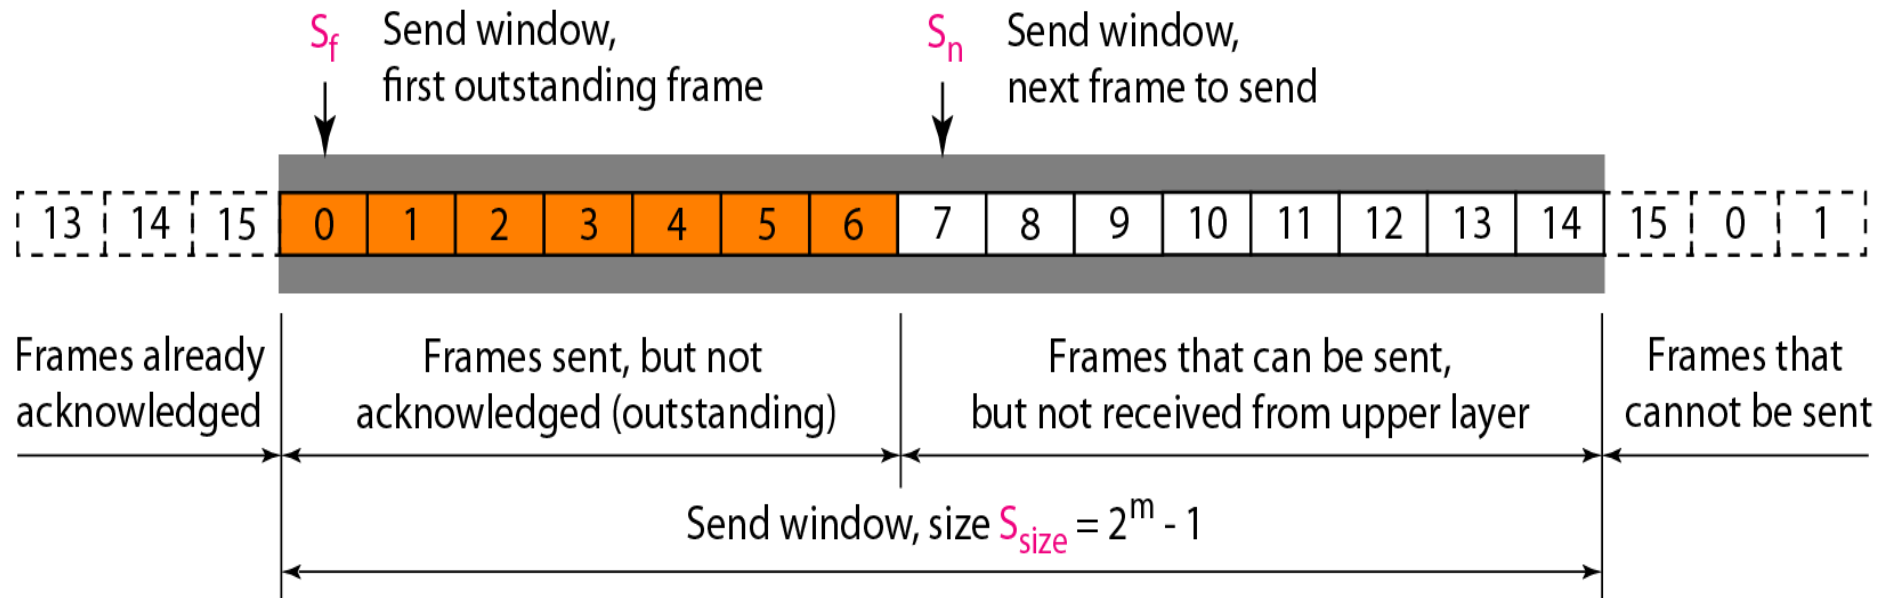 Sf Send window, first outstanding frame
Sn Send window, next frame to send
13 14 15 0 1 2 3 4 5 6 7 8 9 10 11 12 13 14 15 0 1
Frames already
acknowledged
Frames sent, but not
acknowledged (outstanding)
Frames that can be sent,
but not received from upper layer
Frames that
cannot be sent
Send window, size Ssize = 2^m - 1